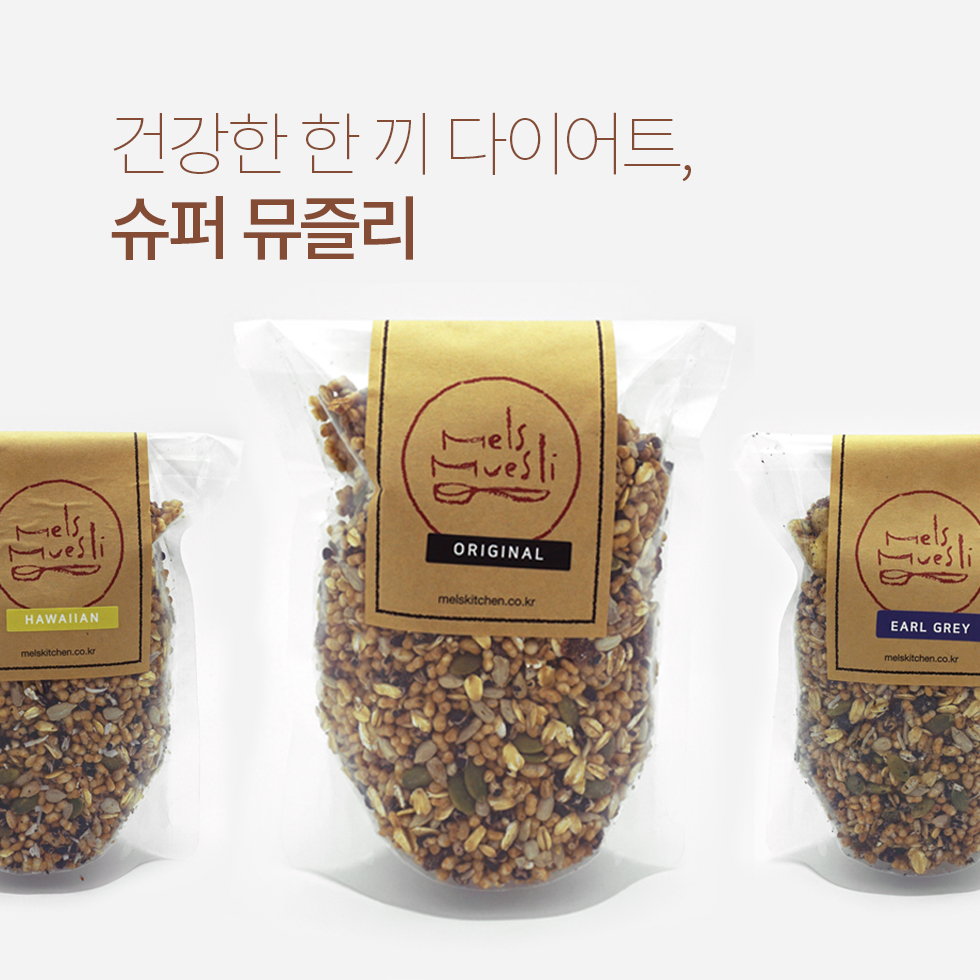 건강한 한 끼 다이어트,
슈퍼 뮤즐리
Mels
Muesli
ORIGINAL
melskitchen.co.kr
Mels
Muesli
HAWAIIAN
melskitchen.co.kr
Mels
Muesli
EARL GREY
melskitchen.co.kr